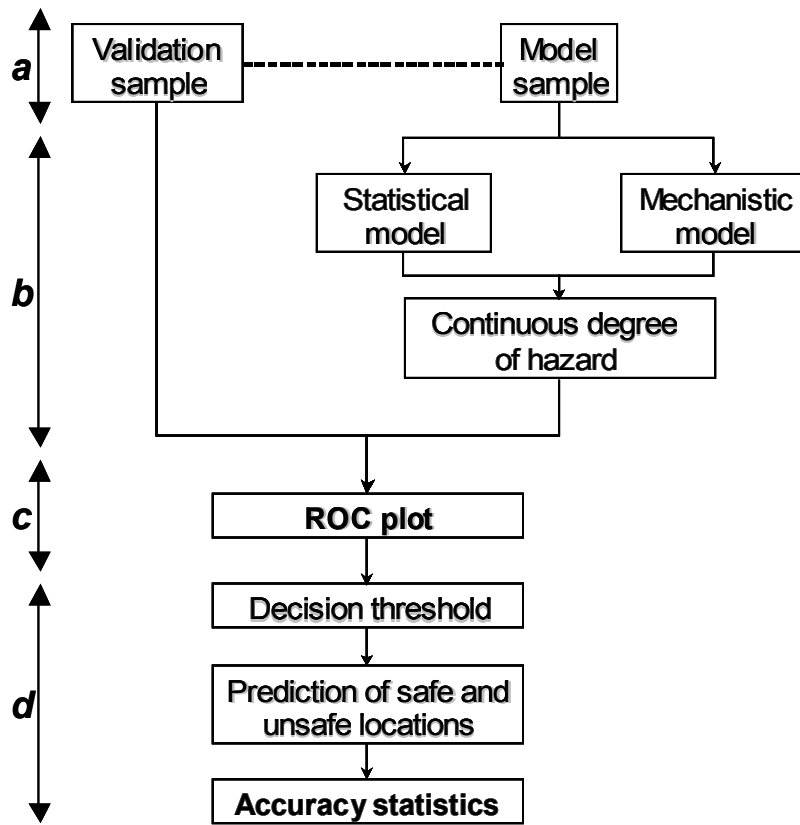 a
Validation
sample
Model
sample
b
Statistical
model
Mechanistic
model
Continuous degree
of hazard
c
ROC plot
d
Decision threshold
Prediction of safe and
unsafe locations
Accuracy statistics